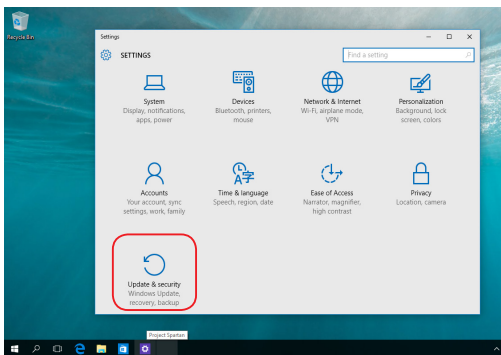 Recycle Bin
Settings
SETTINGS
Find a setting
System
Display, notifications,
apps, power
Devices
Bluetooth, printers,
mouse
Network & Internet
Wi-Fi, airplane mode,
VPN
Personalization
Background, lock
screen, colors
Accounts
Your account, sync
settings, work, family
Time & language
Speech, region, date
Ease of Access
Narrator, magnifier,
high contrast
Privacy
Location, camera
Update & security
Windows Update,
recovery, backup
Project Spartan